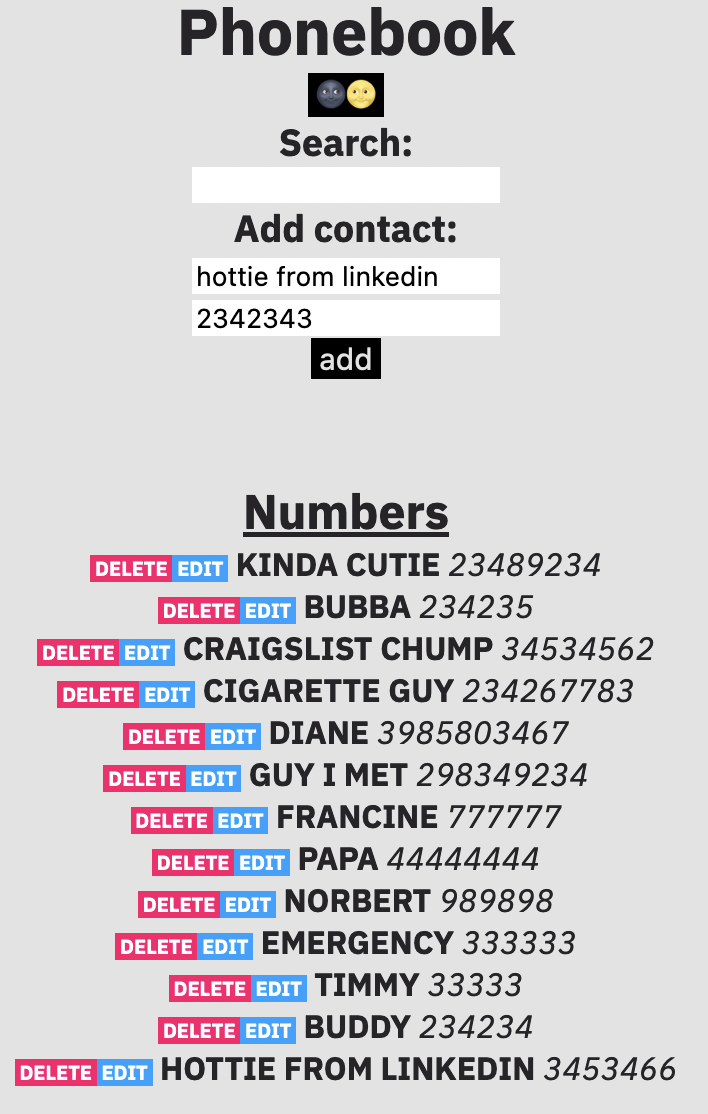 Phonebook
🌚🌝
Search:
Add contact:
hottie from linkedin
2342343
add
Numbers
DELETE EDIT KINDA CUTIE 23489234
DELETE EDIT BUBBA 234235
DELETE EDIT CRAIGSLIST CHUMP 34534562
DELETE EDIT CIGARETTE GUY 234267783
DELETE EDIT DIANE 3985803467
DELETE EDIT GUY I MET 298349234
DELETE EDIT FRANCINE 777777
DELETE EDIT PAPA 44444444
DELETE EDIT NORBERT 989898
DELETE EDIT EMERGENCY 333333
DELETE EDIT TIMMY 33333
DELETE EDIT BUDDY 234234
DELETE EDIT HOTTIE FROM LINKEDIN 3453466